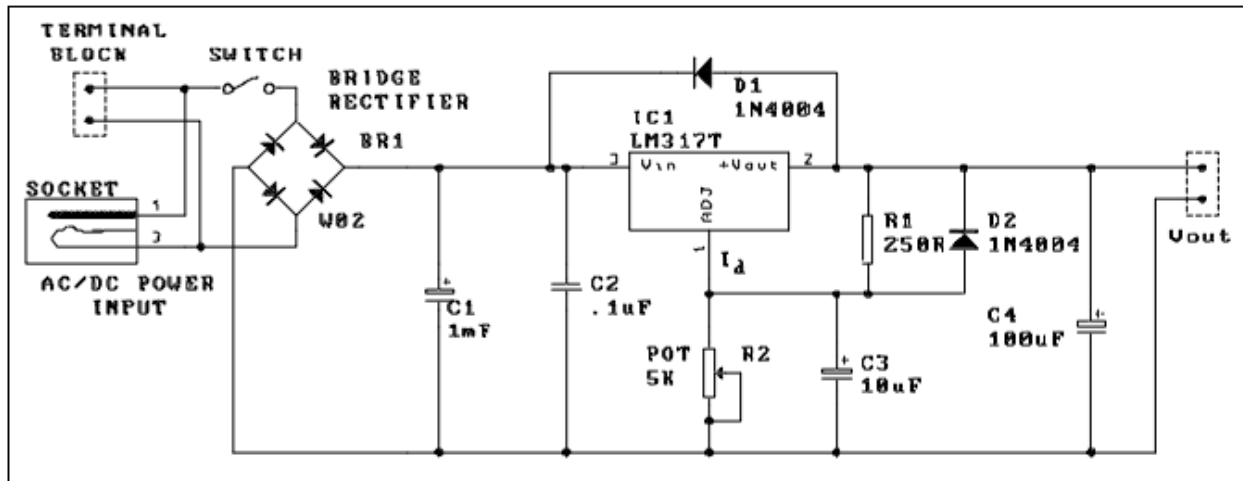 TERMINAL
BLOCK
SWITCH
BRIDGE
RECTIFIER
BR1
W02
SOCKET
1
3
AC/DC POWER
INPUT
C1
1mF
C2
.1uF
D1
1N4004
IC1
LM317T
3
Vin
+Vout
2
ADJ
1
Id
R1
250R
D2
1N4004
POT
5K
R2
C3
10uF
C4
100uF
Vout
+
+
+